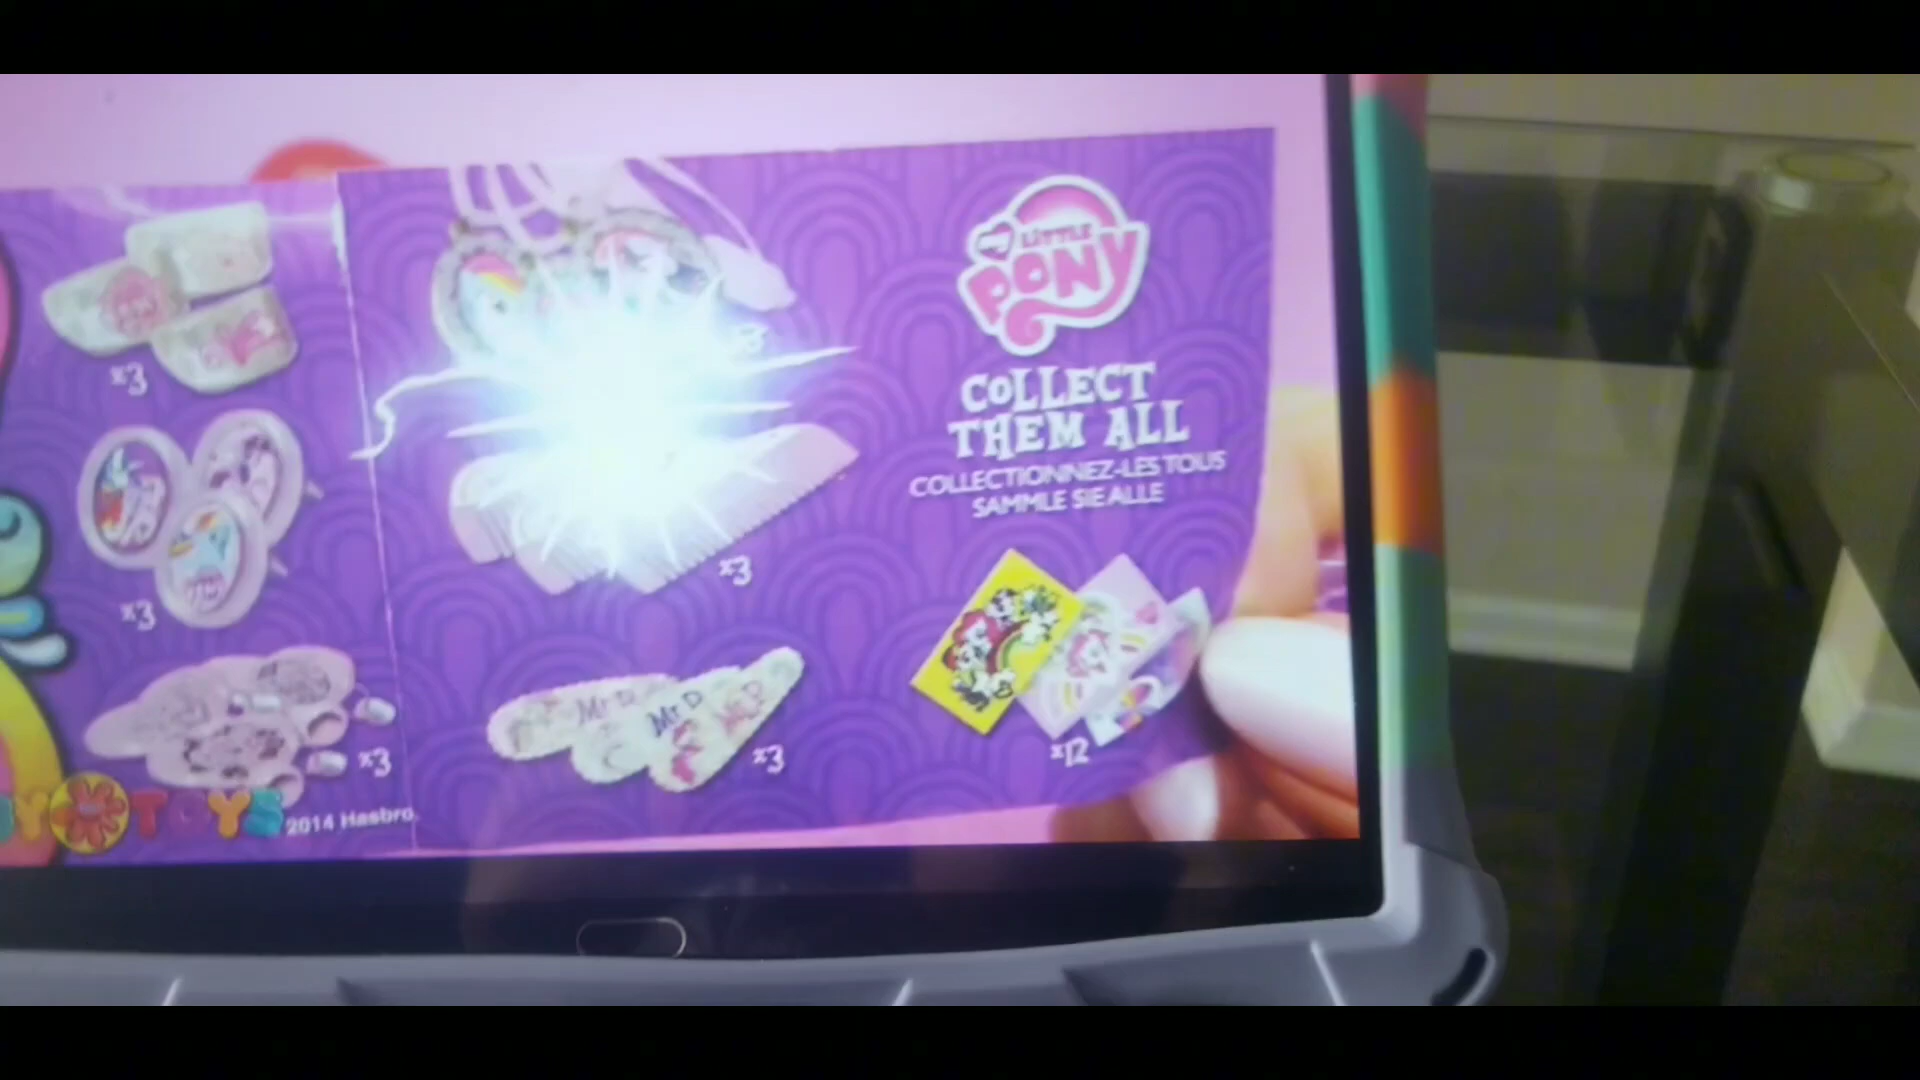 MY LITTLE
PONY
COLLECT
THEM ALL
COLLECTIONNEZ-LES TOUS
SAMMLE SIE ALLE
x3
x3
x3
x3
x3
x12
TOYS
2014 Hasbro.